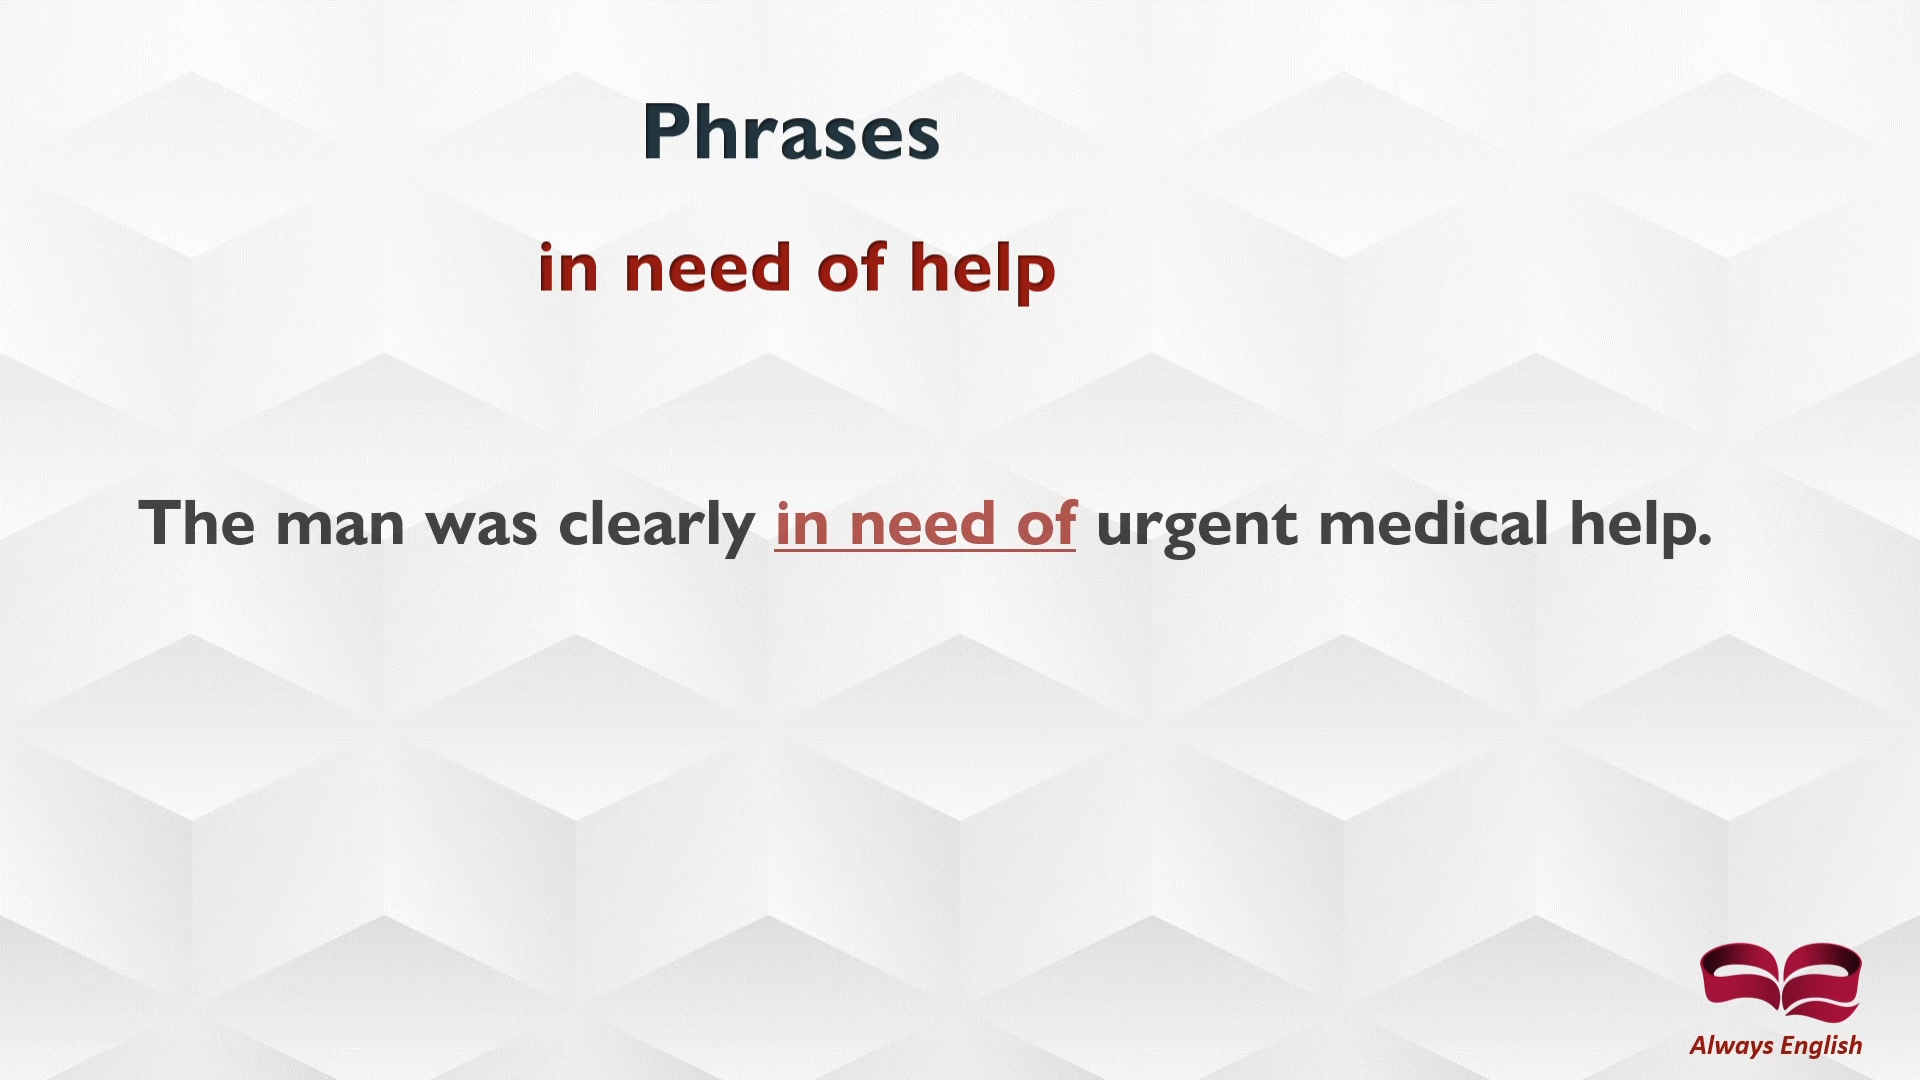 Phrases
in need of help
The man was clearly in need of urgent medical help.
Always English